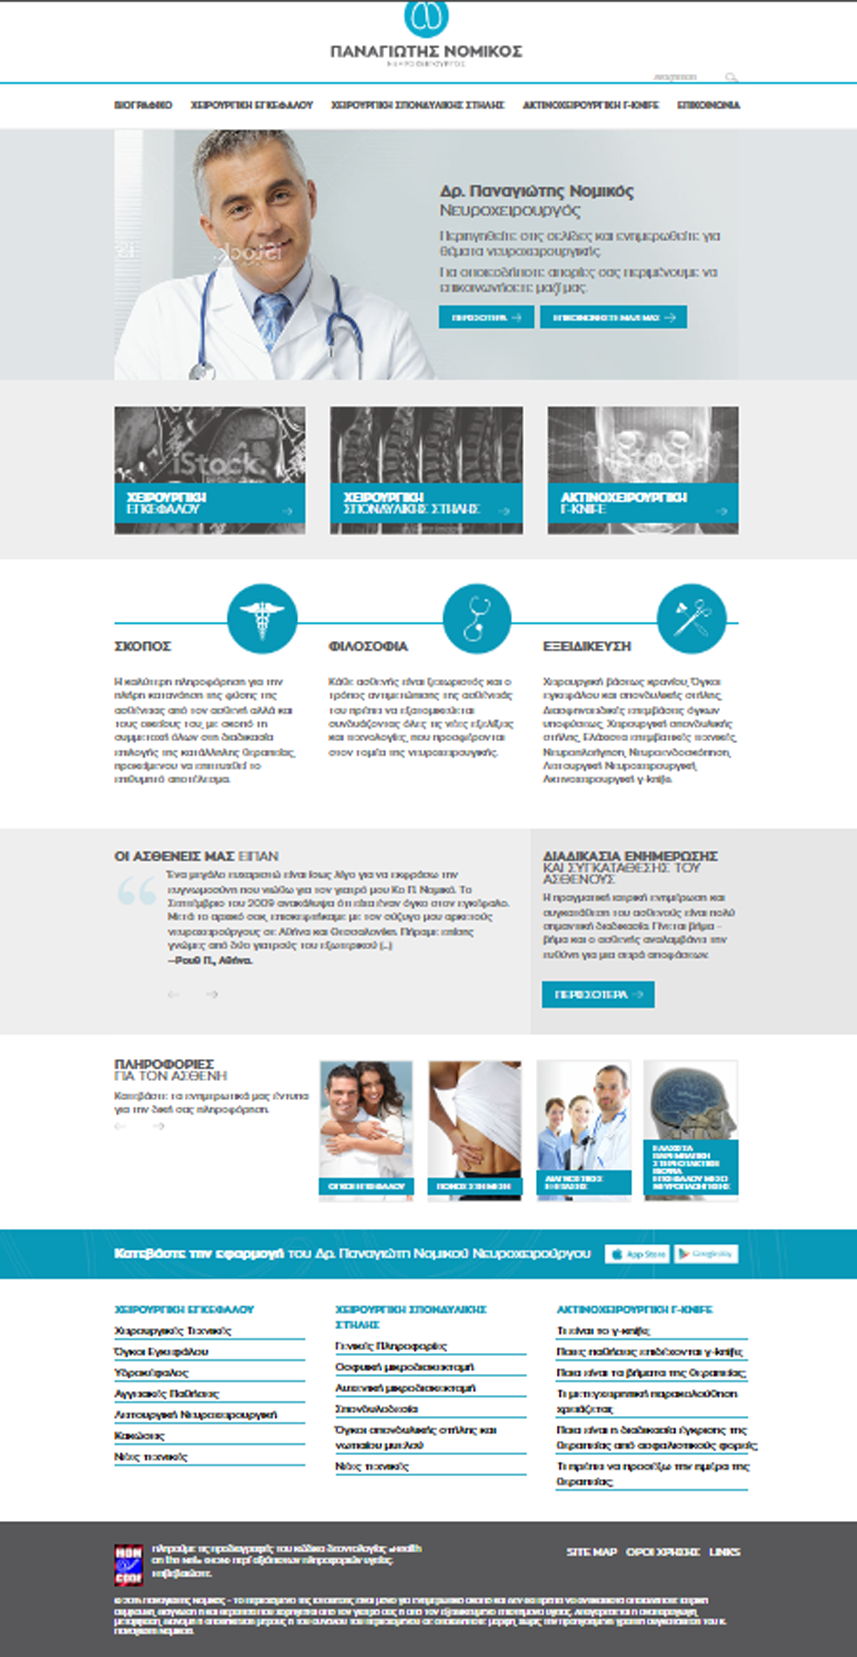 ΠΑΝΑΓΙΩΤΗΣ ΝΟΜΙΚΟΣ
ΝΕΥΡΟΧΕΙΡΟΥΡΓΟΣ
ΒΙΟΓΡΑΦΙΚΟ ΧΕΙΡΟΥΡΓΙΚΗ ΕΓΚΕΦΑΛΟΥ ΧΕΙΡΟΥΡΓΙΚΗ ΣΠΟΝΔΥΛΙΚΗΣ ΣΤΗΛΗΣ ΑΚΤΙΝΟΧΕΙΡΟΥΡΓΙΚΗ Γ-KNIFE ΕΠΙΚΟΙΝΩΝΙΑ
Δρ. Παναγιώτης Νομικός
Νευροχειρουργός
Περιηγηθείτε στις σελίδες και ενημερωθείτε για
θέματα νευροχειρουργικής.
Για οποιεσδήποτε απορίες σας περιμένουμε να
επικοινωνήσετε μαζί μας.
ΠΕΡΙΣΣΟΤΕΡΑ ΕΠΙΚΟΙΝΩΝΗΣΤΕ ΜΑΖΙ ΜΑΣ
iStock
iStock
ΧΕΙΡΟΥΡΓΙΚΗ
ΕΓΚΕΦΑΛΟΥ
ΧΕΙΡΟΥΡΓΙΚΗ
ΣΠΟΝΔΥΛΙΚΗΣ ΣΤΗΛΗΣ
ΑΚΤΙΝΟΧΕΙΡΟΥΡΓΙΚΗ
Γ-KNIFE
ΣΚΟΠΟΣ
Η καλύτερη πληροφόρηση για την
πλήρη κατανόηση της φύσης της
ασθένειας από τον ασθενή αλλά και
τους οικείους του, με σκοπό τη
συμμετοχή όλων στη διαδικασία
επιλογής της κατάλληλης θεραπείας,
προκειμένου να επιτευχθεί το
επιθυμητό αποτέλεσμα.
ΦΙΛΟΣΟΦΙΑ
Κάθε ασθενής είναι ξεχωριστός και ο
τρόπος αντιμετώπισης της ασθένειάς
του πρέπει να εξατομικεύεται
συνδυάζοντας όλες τις νέες εξελίξεις
και τεχνολογίες, που προσφέρονται
στον τομέα της νευροχειρουργικής.
ΕΞΕΙΔΙΚΕΥΣΗ
Χειρουργική βάσεως κρανίου, Όγκοι
εγκεφάλου και σπονδυλικής στήλης,
Διασφηνοειδικές επεμβάσεις όγκων
υποφύσεως, Χειρουργική σπονδυλικής
στήλης, Ελάχιστα επεμβατικές τεχνικές,
Νευροπλοήγηση, Νευροενδοσκόπηση,
Λειτουργική Νευροχειρουργική,
Ακτινοχειρουργική γ-knife.
ΟΙ ΑΣΘΕΝΕΙΣ ΜΑΣ ΕΙΠΑΝ
Ένα μεγάλο ευχαριστώ είναι ίσως λίγο για να εκφράσω την
ευγνωμοσύνη που νιώθω για τον γιατρό μου Κο Π. Νομικό. Το
Σεπτέμβριο του 2009 ανακάλυψα ότι είχα έναν όγκο στον εγκέφαλο.
Μετά το αρχικό σοκ, επισκεφτήκαμε με τον σύζυγο μου αρκετούς
νευροχειρούργους σε Αθήνα και Θεσσαλονίκη. Πήραμε επίσης
γνώμες από δύο γιατρούς του εξωτερικού (...)
—Ρουθ Π., Αθήνα.
ΔΙΑΔΙΚΑΣΙΑ ΕΝΗΜΕΡΩΣΗΣ
ΚΑΙ ΣΥΓΚΑΤΑΘΕΣΗΣ ΤΟΥ
ΑΣΘΕΝΟΥΣ
Η πραγματική ιατρική ενημέρωση και
συγκατάθεση του ασθενούς είναι πολύ
σημαντική διαδικασία. Γίνεται βήμα –
βήμα και ο ασθενής αναλαμβάνει την
ευθύνη για μια σειρά αποφάσεων.
ΠΕΡΙΣΣΟΤΕΡΑ
ΠΛΗΡΟΦΟΡΙΕΣ
ΓΙΑ ΤΟΝ ΑΣΘΕΝΗ
Κατεβάστε τα ενημερωτικά μας έντυπα
για την δική σας πληροφόρηση.
ΟΓΚΟΙ ΕΓΚΕΦΑΛΟΥ
ΠΟΝΟΣ ΣΤΗ ΜΕΣΗ
ΔΙΑΓΝΩΣΤΙΚΕΣ
ΕΞΕΤΑΣΕΙΣ
Κατεβάστε την εφαρμογή του Δρ. Παναγιώτη Νομικού Νευροχειρούργου
App Store
Google play
ΧΕΙΡΟΥΡΓΙΚΗ ΕΓΚΕΦΑΛΟΥ
Χειρουργικές Τεχνικές
Όγκοι Εγκεφάλου
Υδροκέφαλος
Αγγειακές Παθήσεις
Λειτουργική Νευροχειρουργική
Κακώσεις
Νέες τεχνικές
ΧΕΙΡΟΥΡΓΙΚΗ ΣΠΟΝΔΥΛΙΚΗΣ
ΣΤΗΛΗΣ
Γενικές Πληροφορίες
Οσφυική μικροδισκεκτομή
Αυχενική μικροδισκεκτομή
Σπονδυλοδεσία
Όγκοι σπονδυλικής στήλης και
νωτιαίου μυελού
Νέες τεχνικές
ΑΚΤΙΝΟΧΕΙΡΟΥΡΓΙΚΗ Γ-KNIFE
Τι είναι το γ-knife;
Ποιες παθήσεις επιδέχονται γ-knife;
Ποια είναι τα βήματα της θεραπείας;
Τι μετεγχειρητική παρακολούθηση
χρειάζεται;
Ποια είναι η διαδικασία έγκρισης της
θεραπείας από ασφαλιστικούς φορείς;
Τι πρέπει να προσέξω την ημέρα της
θεραπείας;
SITE MAP ΟΡΟΙ ΧΡΗΣΗΣ LINKS